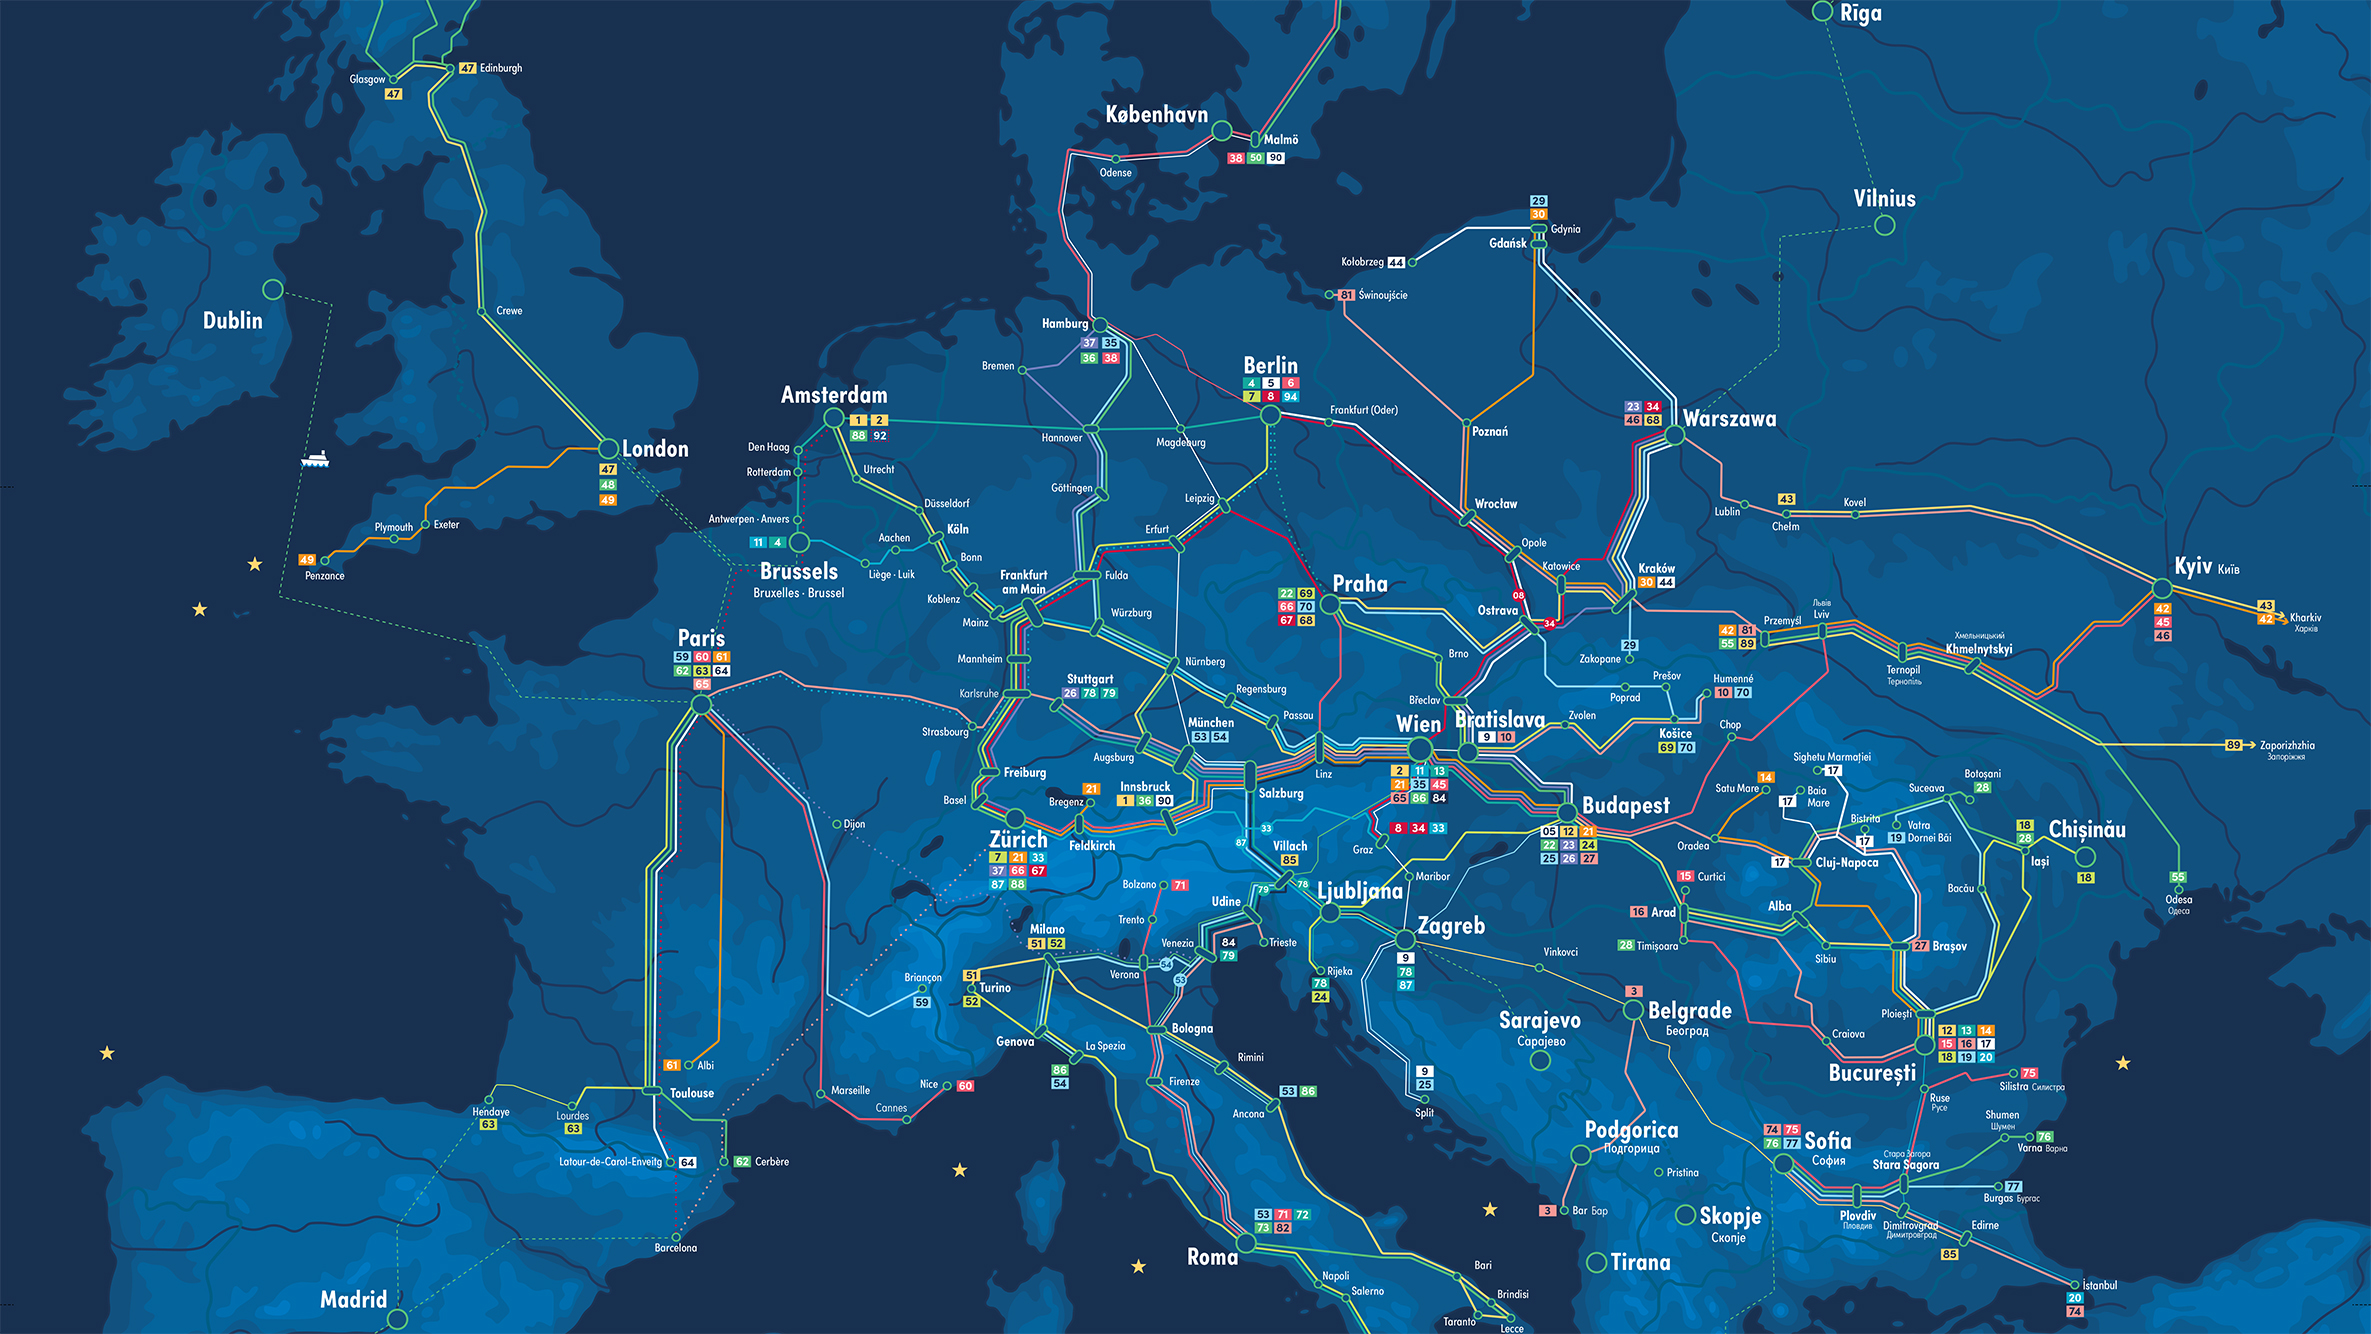 Rīga
Glasgow
47
47 Edinburgh
København
Malmö
38 50 90
Odense
Vilnius
29
30
Gdynia
Gdańsk
Kołobrzeg 44
81 Świnoujście
Dublin
Crewe
Hamburg
37 35
36 38
Bremen
Berlin
4 5 6
7 8 94
Frankfurt (Oder)
Amsterdam
1 2
88 92
Hannover
Magdeburg
Poznań
23 34
46 68
Warszawa
London
47
48
49
Den Haag
Rotterdam
Utrecht
Göttingen
Leipzig
Düsseldorf
Antwerpen · Anvers
Köln
Erfurt
Wrocław
Lublin
43
Chełm
Kovel
Plymouth
Exeter
49
Penzance
11 4
Brussels
Bruxelles · Brussel
Aachen
Liège · Luik
Bonn
Koblenz
Mainz
Frankfurt
am Main
Fulda
Würzburg
Opole
Katowice
Kraków
30 44
08
Ostrava
34
Praha
22 69
66 70
67 68
Kyiv Київ
42
45
46
43
42
Kharkiv
Харків
Львів
Lviv
Przemyśl
42 81
55 89
Хмельницький
Khmelnytskyi
Ternopil
Тернопіль
Paris
59 60 61
62 63 64
65
Mannheim
Karlsruhe
Strasbourg
Stuttgart
26 78 79
Nürnberg
Regensburg
Passau
Brno
Břeclav
29
Zakopane
Poprad
Prešov
Humenné
10 70
Zvolen
Košice
69 70
Chop
München
53 54
Augsburg
Wien
Bratislava
9 10
2 11 13
21 35 45
65 86 84
Linz
Salzburg
89 Zaporizhzhia
Запоріжжя
Freiburg
Basel
Bregenz
21
Innsbruck
1 36 90
Feldkirch
Zürich
7 21 33
37 66 67
87 88
33
87
8 34 33
Graz
Villach
85
Budapest
05 12 21
22 23 24
25 26 27
Sighetu Marmației
17
14
Satu Mare
17
Baia
Mare
Bistrita
17
Suceava
Botoșani
28
Vatra
19 Dornei Băi
18
28
Iași
Chișinău
18
Oradea
17 Cluj-Napoca
Dijon
Bolzano 71
Trento
79
78
Ljubljana
Maribor
Udine
Zagreb
9
78
87
Trieste
Venezia
84
79
Rijeka
78
24
15 Curtici
16 Arad
28 Timișoara
Alba
Sibiu
27 Brașov
Bacău
55
Odesa
Одеса
Milano
51 52
Verona
54
53
Briançon
59
51
Turino
52
Vinkovci
3
Belgrade
Београд
Sarajevo
Сарајево
Genova
La Spezia
86
54
Bologna
Rimini
Firenze
53 86
Ancona
9
25
Split
Craiova
Ploiești
12 13 14
15 16 17
18 19 20
București
61 Albi
Toulouse
Marseille
Nice 60
Cannes
Hendaye
63
Lourdes
63
Latour-de-Carol-Enveitg 64
62 Cerbère
Podgorica
Подгорица
3 Bar Бар
Pristina
Skopje
Скопје
Tirana
74 75
76 77
Sofia
София
75
Silistra Силистра
Ruse
Русе
Shumen
Шумен
76
Varna Варна
Стара Загора
Stara Sagora
77
Burgas Бургас
Plovdiv
Пловдив
Dimitrovgrad
Димитровград
Edirne
85
İstanbul
20
74
Barcelona
Madrid
53 71 72
73 82
Roma
Napoli
Salerno
Bari
Brindisi
Taranto
Lecce